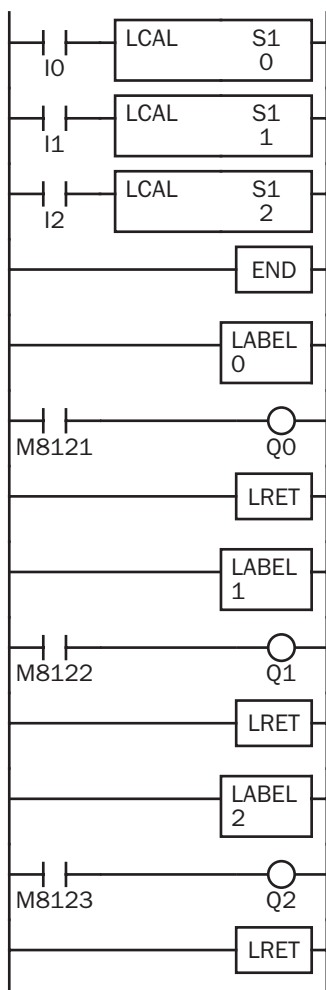 LCAL S1
0
I0
LCAL S1
1
I1
LCAL S1
2
I2
END
LABEL
0
M8121 Q0
LRET
LABEL
1
M8122 Q1
LRET
LABEL
2
M8123 Q2
LRET